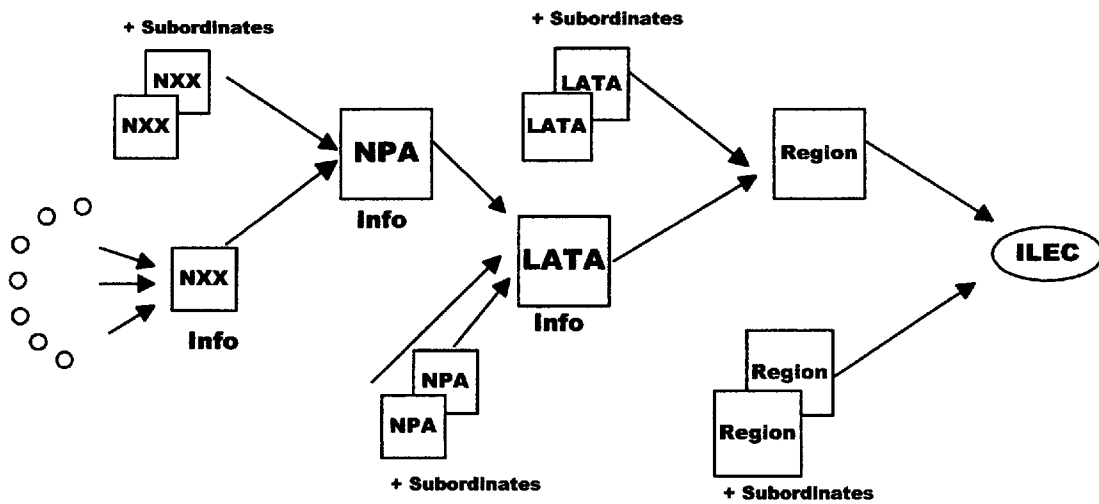 + Subordinates
NXX
NXX
NPA
Info
NXX
Info
+ Subordinates
LATA
LATA
LATA
Info
NPA
NPA
+ Subordinates
Region
ILEC
Region
Region
+ Subordinates